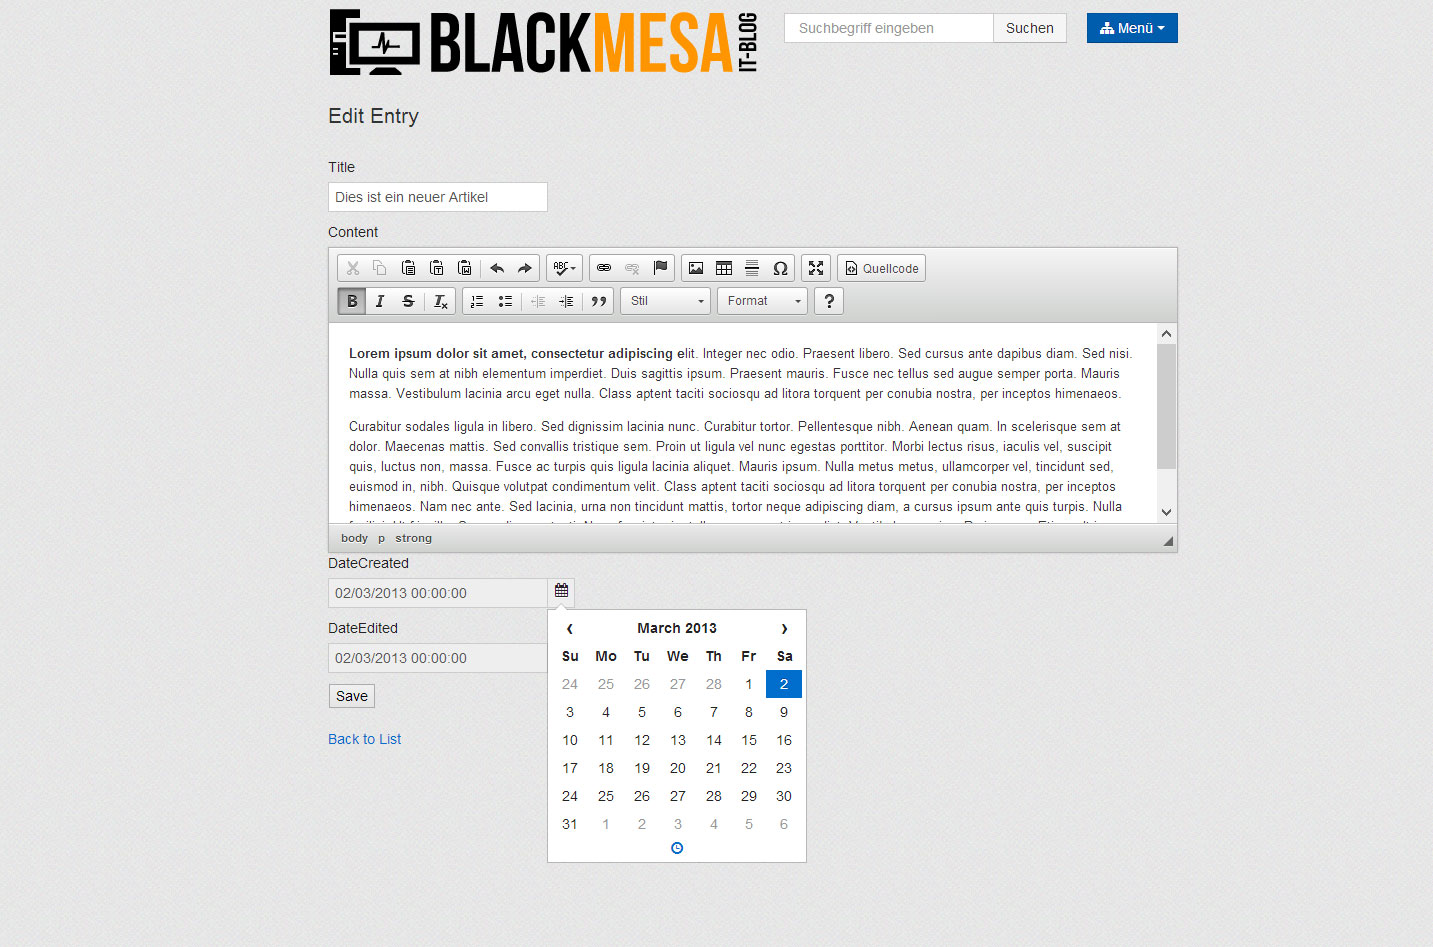 BLACKMESA IT-BLOG
Suchbegriff eingeben Suchen Menü
Edit Entry
Title
Dies ist ein neuer Artikel
Content
ABC Quellcode
B I S Tx Stil Format ?
Lorem ipsum dolor sit amet, consectetur adipiscing elit. Integer nec odio. Praesent libero. Sed cursus ante dapibus diam. Sed nisi.
Nulla quis sem at nibh elementum imperdiet. Duis sagittis ipsum. Praesent mauris. Fusce nec tellus sed augue semper porta. Mauris
massa. Vestibulum lacinia arcu eget nulla. Class aptent taciti sociosqu ad litora torquent per conubia nostra, per inceptos himenaeos.
Curabitur sodales ligula in libero. Sed dignissim lacinia nunc. Curabitur tortor. Pellentesque nibh. Aenean quam. In scelerisque sem at
dolor. Maecenas mattis. Sed convallis tristique sem. Proin ut ligula vel nunc egestas porttitor. Morbi lectus risus, iaculis vel, suscipit
quis, luctus non, massa. Fusce ac turpis quis ligula lacinia aliquet. Mauris ipsum. Nulla metus metus, ullamcorper vel, tincidunt sed,
euismod in, nibh. Quisque volutpat condimentum velit. Class aptent taciti sociosqu ad litora torquent per conubia nostra, per inceptos
himenaeos. Nam nec ante. Sed lacinia, urna non tincidunt mattis, tortor neque adipiscing diam, a cursus ipsum ante quis turpis. Nulla
body p strong
DateCreated
02/03/2013 00:00:00
DateEdited
02/03/2013 00:00:00
Save
Back to List
‹ March 2013 ›
Su Mo Tu We Th Fr Sa
24 25 26 27 28 1 2
3 4 5 6 7 8 9
10 11 12 13 14 15 16
17 18 19 20 21 22 23
24 25 26 27 28 29 30
31 1 2 3 4 5 6